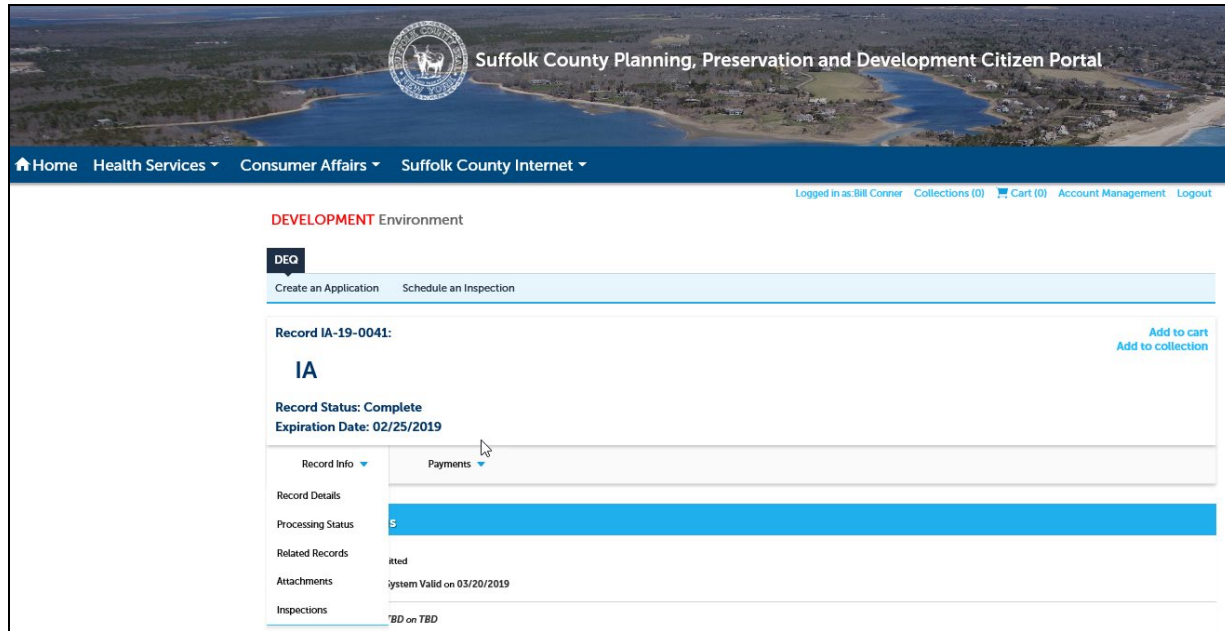 Suffolk County Planning, Preservation and Development Citizen Portal
Home Health Services Consumer Affairs Suffolk County Internet
Logged in as:Bill Conner Collections (0) Cart (0) Account Management Logout
DEVELOPMENT Environment
DEQ
Create an Application Schedule an Inspection
Record IA-19-0041:
Add to cart
Add to collection
IA
Record Status: Complete
Expiration Date: 02/25/2019
Record Info Payments
Record Details
Processing Status s
Related Records
itted
Attachments
System Valid on 03/20/2019
Inspections
TBD on TBD